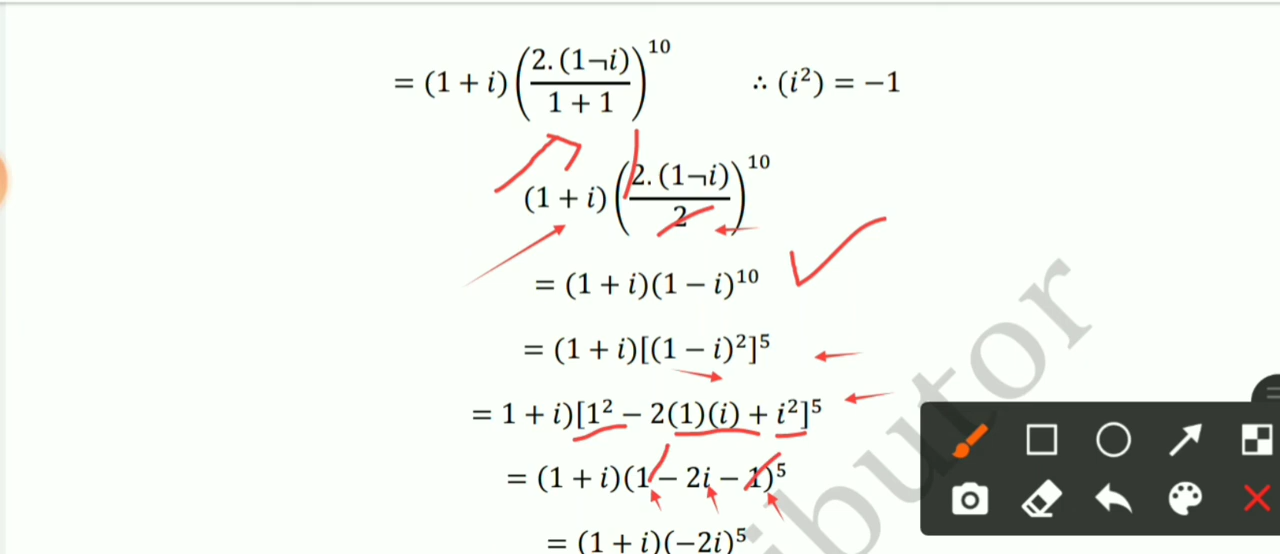 = (1 + i) (2. (1¬i) / 1 + 1)^10 ∴ (i²) = −1
(1 + i) (2. (1¬i) / 2)^10
= (1 + i)(1 − i)^10
= (1 + i)[(1 − i)²]⁵
= 1 + i)[1² − 2(1)(i) + i²]⁵
= (1 + i)(1 − 2i − 1)⁵
= (1 + i)(−2i)⁵